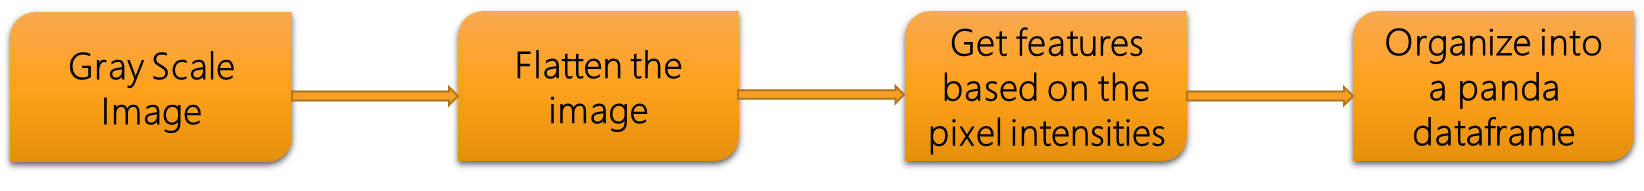 Gray Scale
Image
Flatten the
image
Get features
based on the
pixel intensities
Organize into
a panda
dataframe